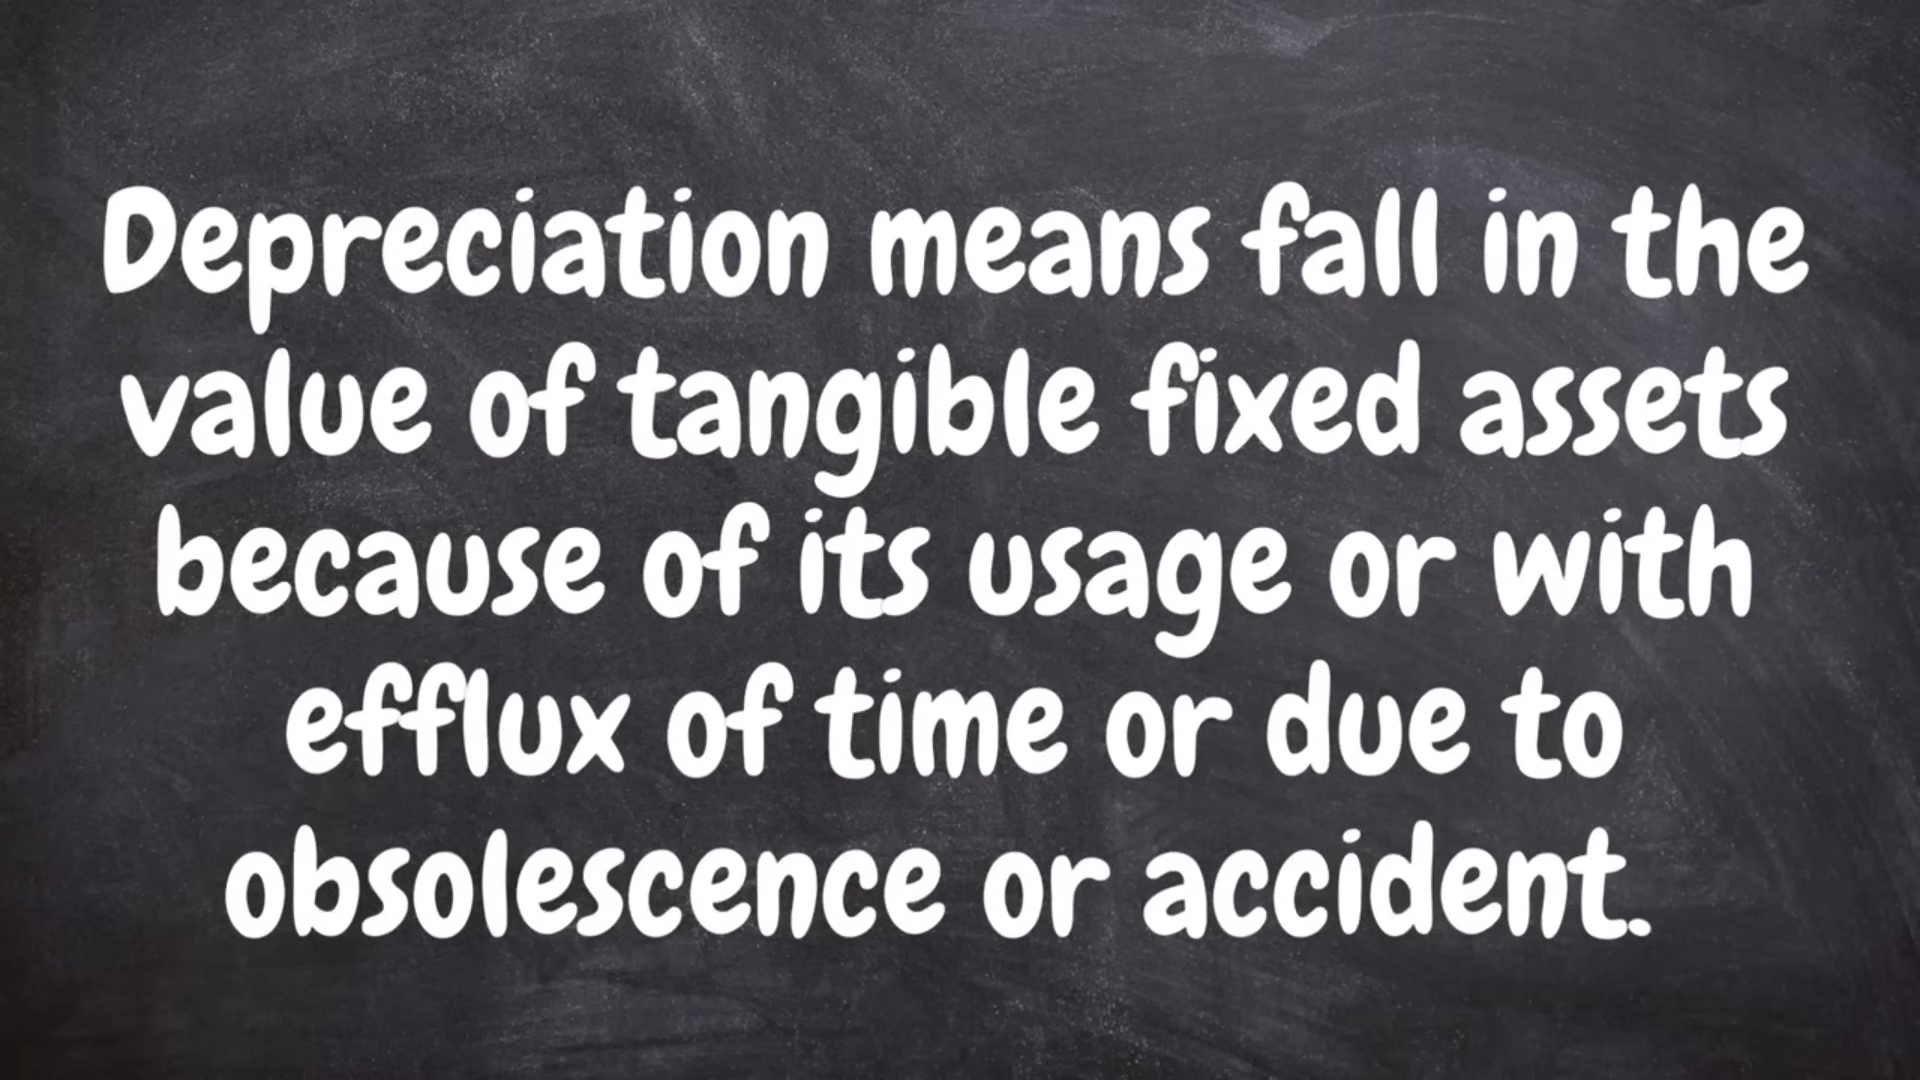 Depreciation means fall in the
value of tangible fixed assets
because of its usage or with
efflux of time or due to
obsolescence or accident.